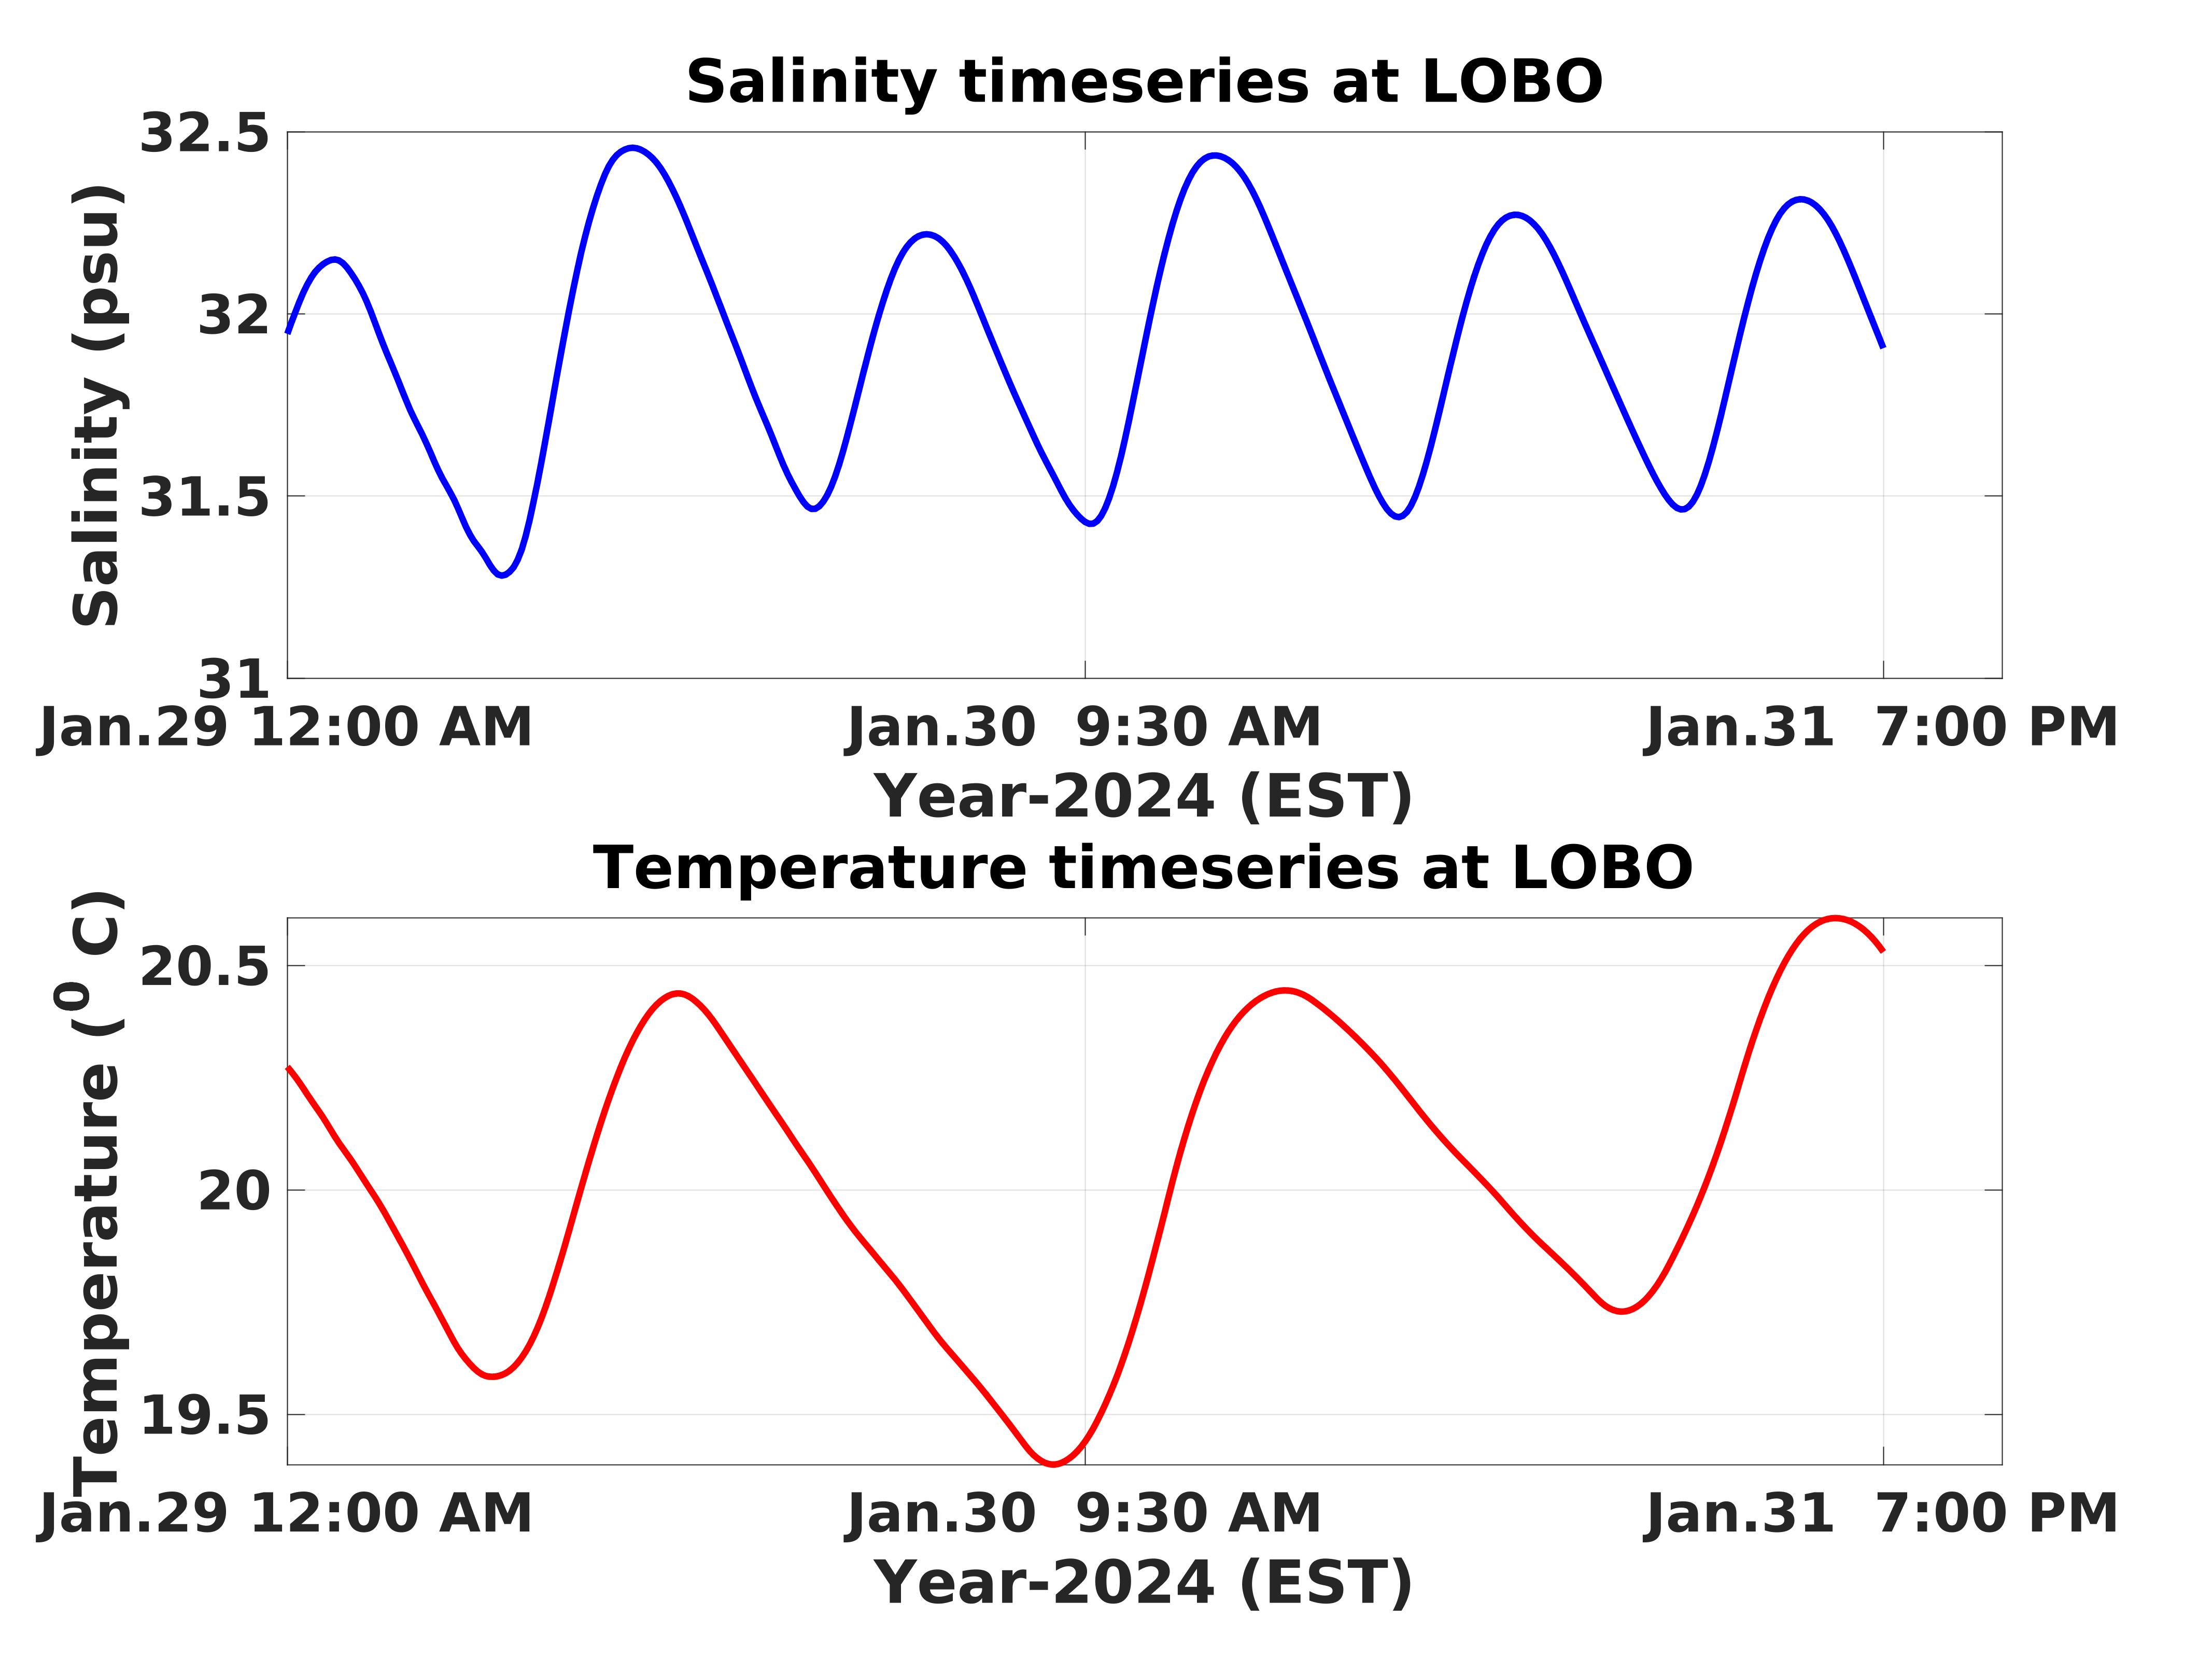 Salinity timeseries at LOBO
Salinity (psu)
32.5
32
31.5
31
Jan.29 12:00 AM
Jan.30  9:30 AM
Jan.31  7:00 PM
Year-2024 (EST)
Temperature timeseries at LOBO
Temperature (⁰ C)
20.5
20
19.5
Jan.29 12:00 AM
Jan.30  9:30 AM
Jan.31  7:00 PM
Year-2024 (EST)